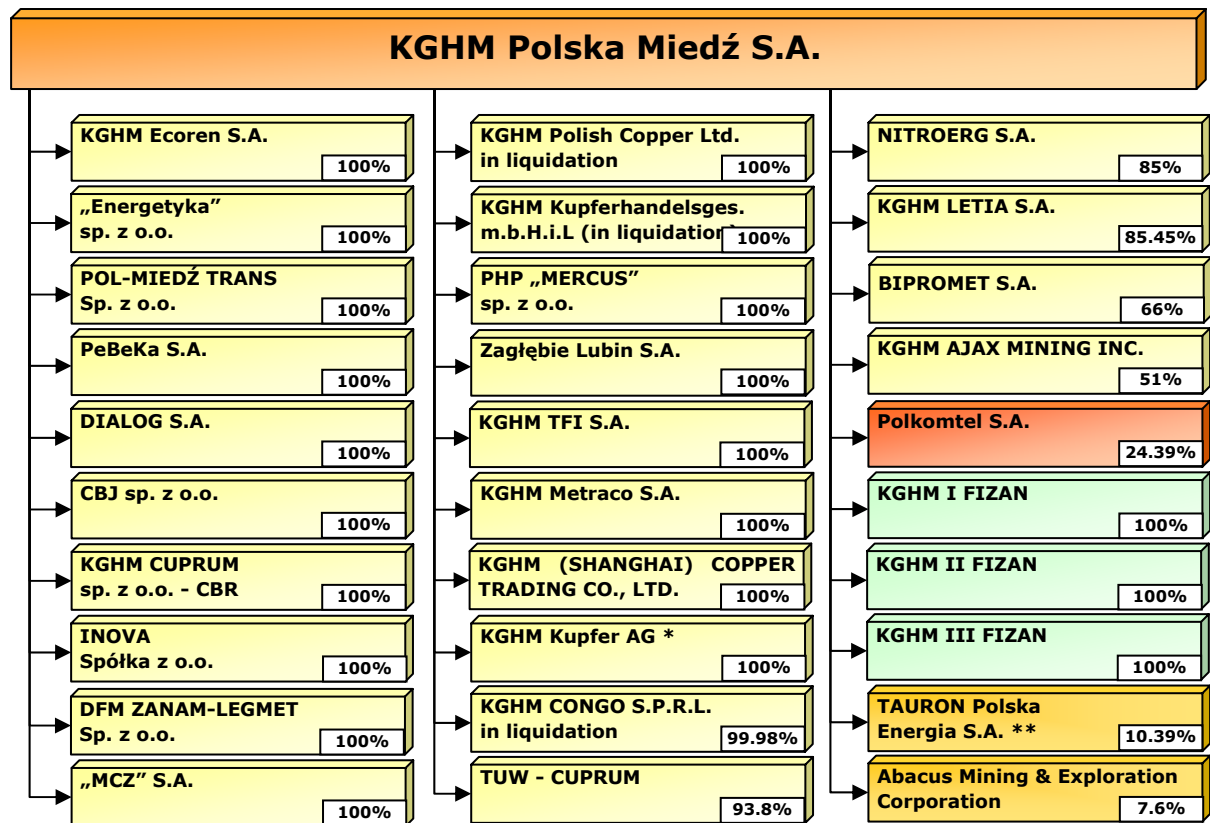 KGHM Polska Miedź S.A.
KGHM Ecoren S.A.
100%
„Energetyka”
sp. z o.o.
100%
POL-MIEDŹ TRANS
Sp. z o.o.
100%
PeBeKa S.A.
100%
DIALOG S.A.
100%
CBJ sp. z o.o.
100%
KGHM CUPRUM
sp. z o.o. - CBR
100%
INOVA
Spółka z o.o.
100%
DFM ZANAM-LEGMET
Sp. z o.o.
100%
„MCZ” S.A.
100%
KGHM Polish Copper Ltd.
in liquidation
100%
KGHM Kupferhandelsges.
m.b.H.i.L (in liquidation)
100%
PHP „MERCUS”
sp. z o.o.
100%
Zagłębie Lubin S.A.
100%
KGHM TFI S.A.
100%
KGHM Metraco S.A.
100%
KGHM (SHANGHAI) COPPER
TRADING CO., LTD.
100%
KGHM Kupfer AG *
100%
KGHM CONGO S.P.R.L.
in liquidation
99.98%
TUW - CUPRUM
93.8%
NITROERG S.A.
85%
KGHM LETIA S.A.
85.45%
BIPROMET S.A.
66%
KGHM AJAX MINING INC.
51%
Polkomtel S.A.
24.39%
KGHM I FIZAN
100%
KGHM II FIZAN
100%
KGHM III FIZAN
100%
TAURON Polska
Energia S.A. **
10.39%
Abacus Mining & Exploration
Corporation
7.6%